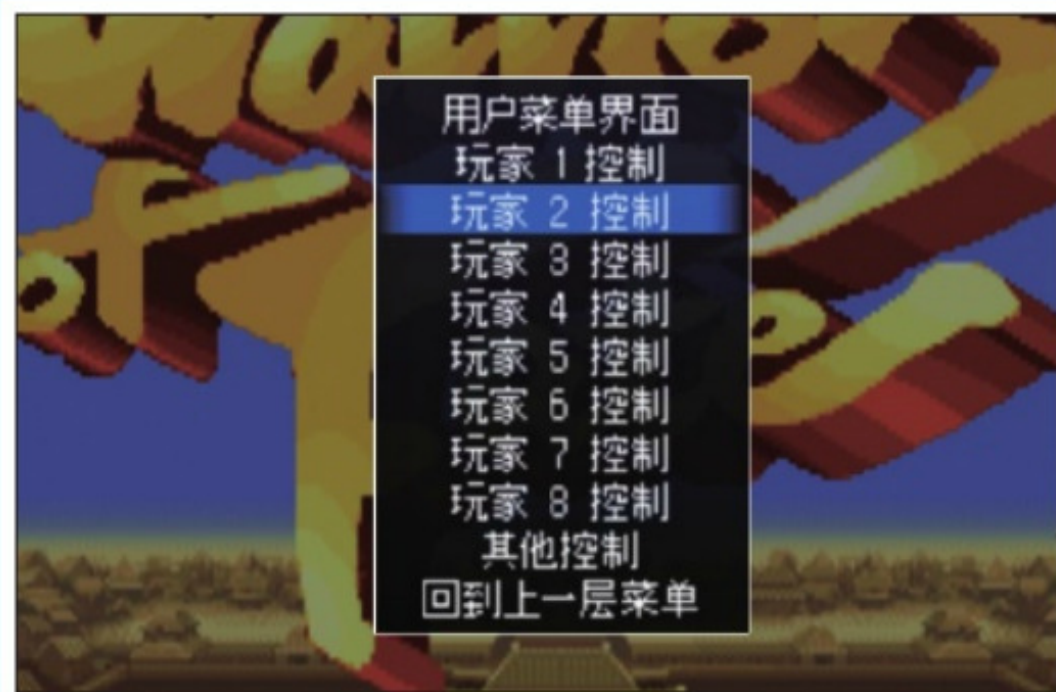 用户菜单界面
玩家 1 控制
玩家 2 控制
玩家 3 控制
玩家 4 控制
玩家 5 控制
玩家 6 控制
玩家 7 控制
玩家 8 控制
其他控制
回到上一层菜单